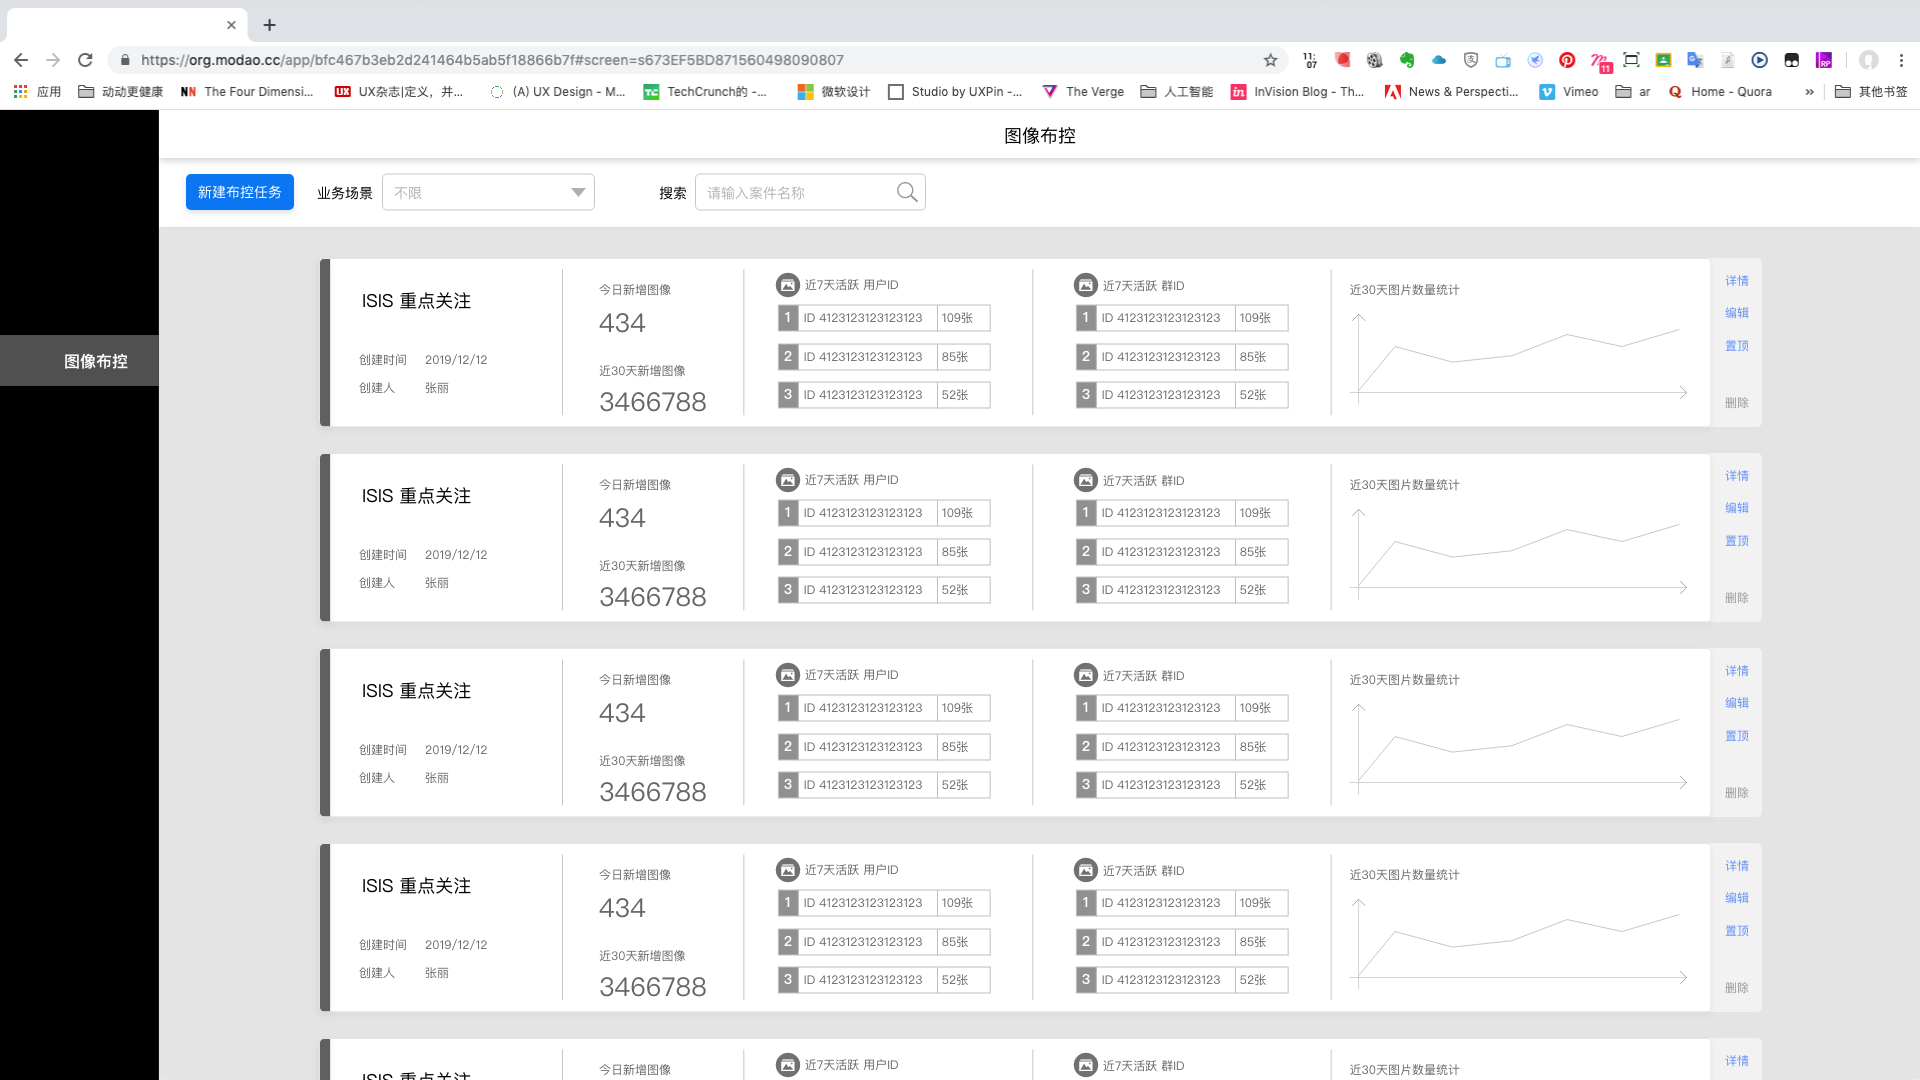 https://org.modao.cc/app/bfc467b3eb2d241464b5ab5f18866b7f#screen=s673EF5BD871560498090807
11:07
11
RP
应用 动动更健康 NN The Four Dimensi... UX UX杂志|定义，并... (A) UX Design - M... TC TechCrunch的 -... 微软设计 Studio by UXPin -... The Verge 人工智能 in InVision Blog - Th... News & Perspecti... Vimeo ar Home - Quora » 其他书签
图像布控
新建布控任务 业务场景 不限 搜索 请输入案件名称
图像布控
ISIS 重点关注
创建时间 2019/12/12
创建人 张丽
今日新增图像
434
近30天新增图像
3466788
近7天活跃 用户ID
1 ID 4123123123123123 109张
2 ID 4123123123123123 85张
3 ID 4123123123123123 52张
近7天活跃 群ID
1 ID 4123123123123123 109张
2 ID 4123123123123123 85张
3 ID 4123123123123123 52张
近30天图片数量统计
详情
编辑
置顶
删除
ISIS 重点关注
创建时间 2019/12/12
创建人 张丽
今日新增图像
434
近30天新增图像
3466788
近7天活跃 用户ID
1 ID 4123123123123123 109张
2 ID 4123123123123123 85张
3 ID 4123123123123123 52张
近7天活跃 群ID
1 ID 4123123123123123 109张
2 ID 4123123123123123 85张
3 ID 4123123123123123 52张
近30天图片数量统计
详情
编辑
置顶
删除
ISIS 重点关注
创建时间 2019/12/12
创建人 张丽
今日新增图像
434
近30天新增图像
3466788
近7天活跃 用户ID
1 ID 4123123123123123 109张
2 ID 4123123123123123 85张
3 ID 4123123123123123 52张
近7天活跃 群ID
1 ID 4123123123123123 109张
2 ID 4123123123123123 85张
3 ID 4123123123123123 52张
近30天图片数量统计
详情
编辑
置顶
删除
ISIS 重点关注
创建时间 2019/12/12
创建人 张丽
今日新增图像
434
近30天新增图像
3466788
近7天活跃 用户ID
1 ID 4123123123123123 109张
2 ID 4123123123123123 85张
3 ID 4123123123123123 52张
近7天活跃 群ID
1 ID 4123123123123123 109张
2 ID 4123123123123123 85张
3 ID 4123123123123123 52张
近30天图片数量统计
详情
编辑
置顶
删除
ISIS 重点关注
今日新增图像
近7天活跃 用户ID
近7天活跃 群ID
近30天图片数量统计
详情